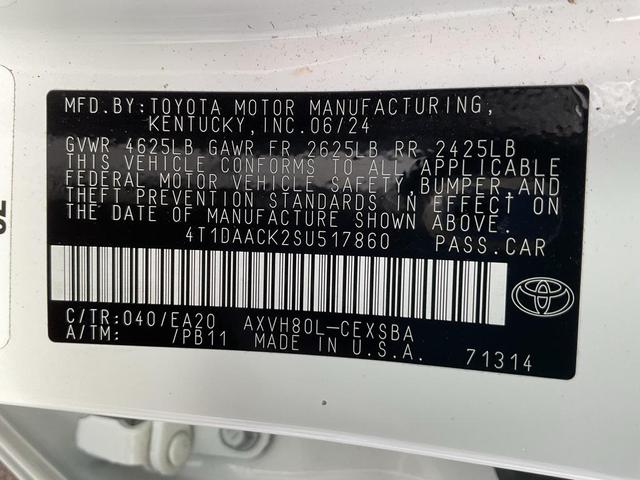 MFD.BY:TOYOTA MOTOR MANUFACTURING,
KENTUCKY,INC.06/24
GVWR 4625LB GAWR FR 2625LB RR 2425LB
THIS VEHICLE CONFORMS TO ALL APPLICABLE
FEDERAL MOTOR VEHICLE SAFETY,BUMPER AND
THEFT PREVENTION STANDARDS IN EFFECT ON
THE DATE OF MANUFACTURE SHOWN ABOVE.
4T1DAACK2SU517860 PASS.CAR
C/TR:040/EA20 AXVH80L-CEXSBA
A/TM: /PB11 MADE IN U.S.A. 71314